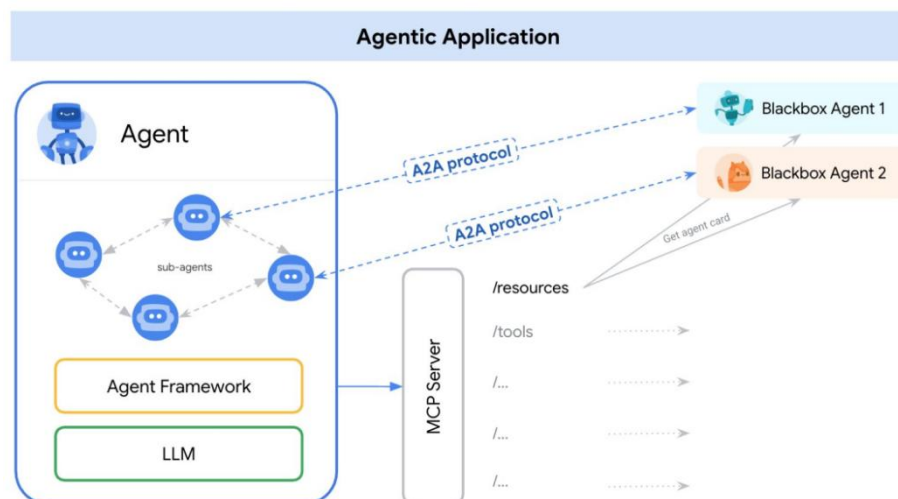 Agentic Application
Agent
sub-agents
Agent Framework
LLM
A2A protocol
A2A protocol
MCP Server
Blackbox Agent 1
Blackbox Agent 2
Get agent card
/resources
/tools
/...
/...
/...